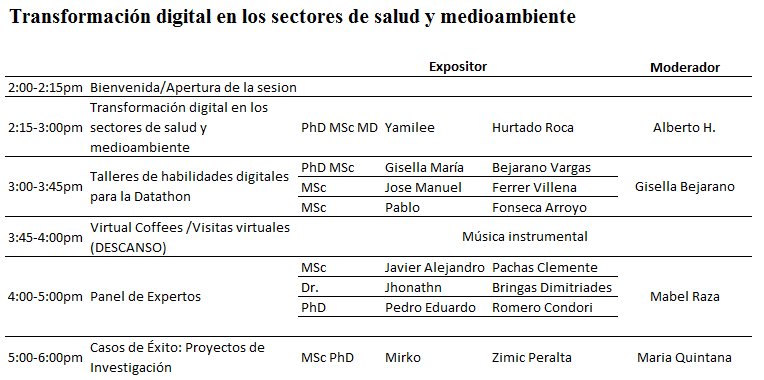 Transformación digital en los sectores de salud y medioambiente
Expositor Moderador
2:00-2:15pm Bienvenida/Apertura de la sesion
Transformación digital en los
2:15-3:00pm sectores de salud y PhD MSc MD Yamilee Hurtado Roca Alberto H.
medioambiente
PhD MSc Gisella María Bejarano Vargas
3:00-3:45pm Talleres de habilidades digitales para la Datathon MSc Jose Manuel Ferrer Villena Gisella Bejarano
MSc Pablo Fonseca Arroyo
3:45-4:00pm Virtual Coffees /Visitas virtuales (DESCANSO) Música instrumental
MSc Javier Alejandro Pachas Clemente
4:00-5:00pm Panel de Expertos Dr. Jhonathn Bringas Dimitriades Mabel Raza
PhD Pedro Eduardo Romero Condori
5:00-6:00pm Casos de Éxito: Proyectos de Investigación MSc PhD Mirko Zimic Peralta Maria Quintana